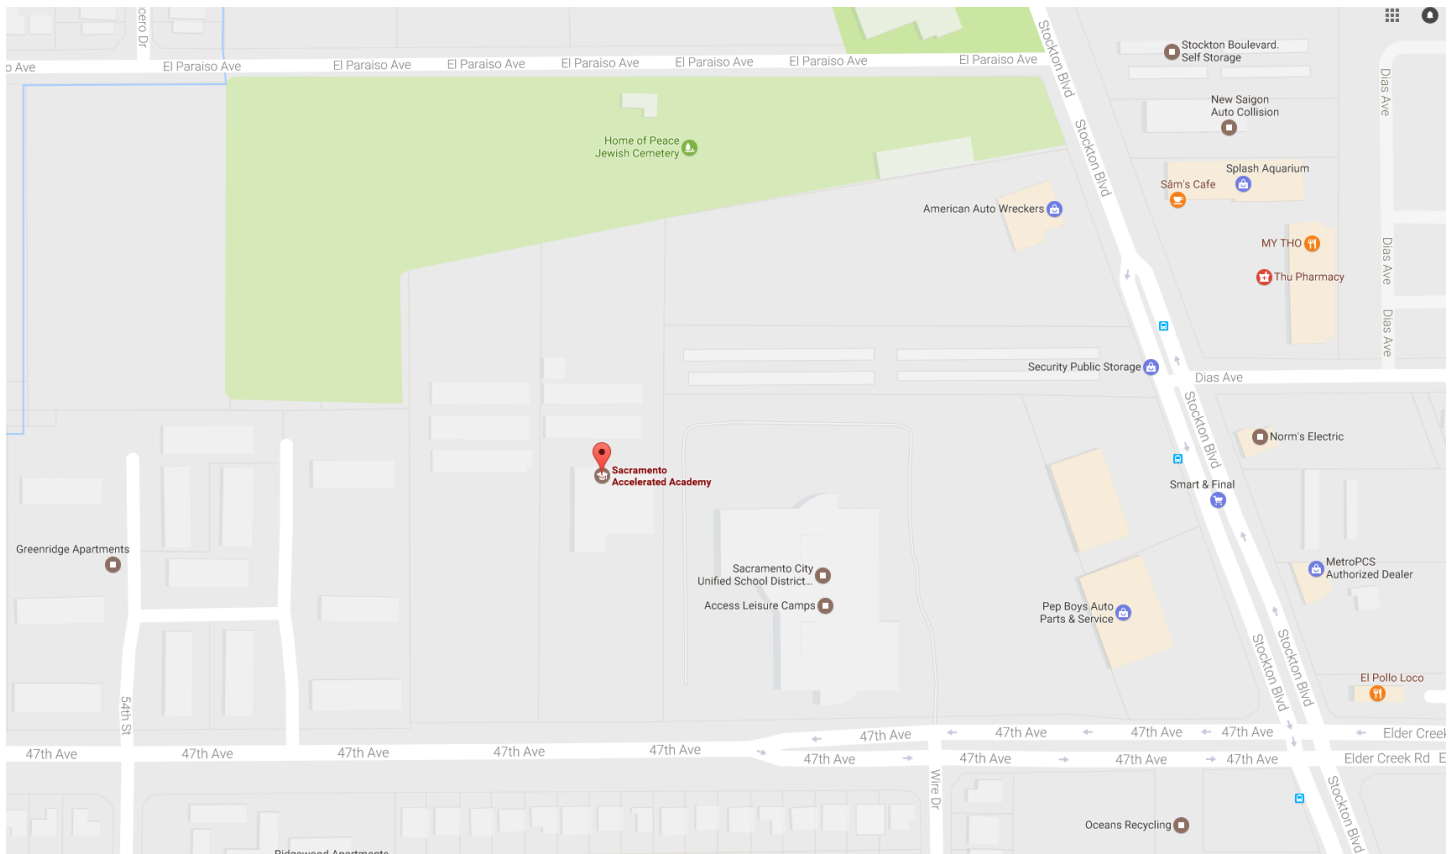 cero Dr
o Ave
El Paraiso Ave
El Paraiso Ave
El Paraiso Ave
El Paraiso Ave
El Paraiso Ave
El Paraiso Ave
El Paraiso Ave
Stockton Blvd
Stockton Boulevard.
Self Storage
Dias Ave
New Saigon
Auto Collision
Stockton Blvd
Home of Peace
Jewish Cemetery
Splash Aquarium
Sâm's Cafe
American Auto Wreckers
MY THO
Dias Ave
Thu Pharmacy
Dias Ave
Security Public Storage
Dias Ave
Stockton Blvd
Norm's Electric
Sacramento
Accelerated Academy
Smart & Final
Greenridge Apartments
Sacramento City
Unified School District...
Access Leisure Camps
MetroPCS
Authorized Dealer
Pep Boys Auto
Parts & Service
Stockton Blvd
Stockton Blvd
El Pollo Loco
54th St
47th Ave
47th Ave
47th Ave
47th Ave
47th Ave
47th Ave
47th Ave
47th Ave
Elder Creek
47th Ave
47th Ave
47th Ave
47th Ave
Elder Creek Rd
E
Wire Dr
Stockton Blvd
Oceans Recycling
Ridgewood Apartments